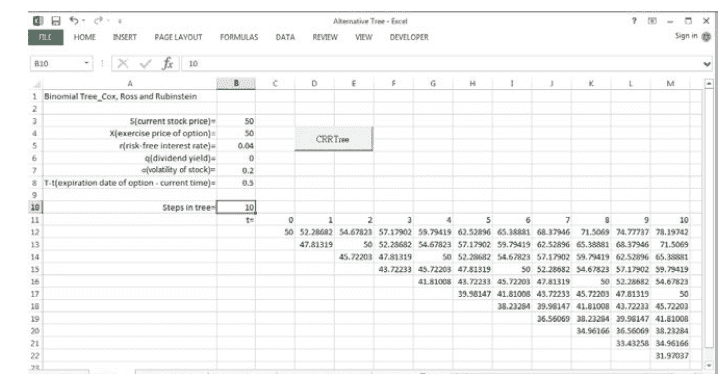 Alternative Tree - Excel
FILE HOME INSERT PAGE LAYOUT FORMULAS DATA REVIEW VIEW DEVELOPER Sign in
B10 fx 10
A B C D E F G H I J K L M
1 Binomial Tree_Cox, Ross and Rubinstein
2
3 S(current stock price)= 50
4 X(exercise price of option)= 50
CRRTree
5 r(risk-free interest rate)= 0.04
6 q(dividend yield)= 0
7 =(volatility of stock)= 0.2
8 T-t(expiration date of option - current time)= 0.5
9
10 Steps in tree= 10
11 t= 0 1 2 3 4 5 6 7 8 9 10
12 50 52.28682 54.67823 57.17902 59.79419 62.52896 65.38881 68.37946 71.5069 74.77737 78.19742
13 47.81319 50 52.28682 54.67823 57.17902 59.79419 62.52896 65.38881 68.37946 71.5069
14 45.72203 47.81319 50 52.28682 54.67823 57.17902 59.79419 62.52896 65.38881
15 43.72233 45.72203 47.81319 50 52.28682 54.67823 57.17902 59.79419
16 41.81008 43.72233 45.72203 47.81319 50 52.28682 54.67823
17 39.98147 41.81008 43.72233 45.72203 47.81319 50
18 38.23284 39.98147 41.81008 43.72233 45.72203
19 36.56069 38.23284 39.98147 41.81008
20 34.96166 36.56069 38.23284
21 33.43258 34.96166
22 31.97037
23